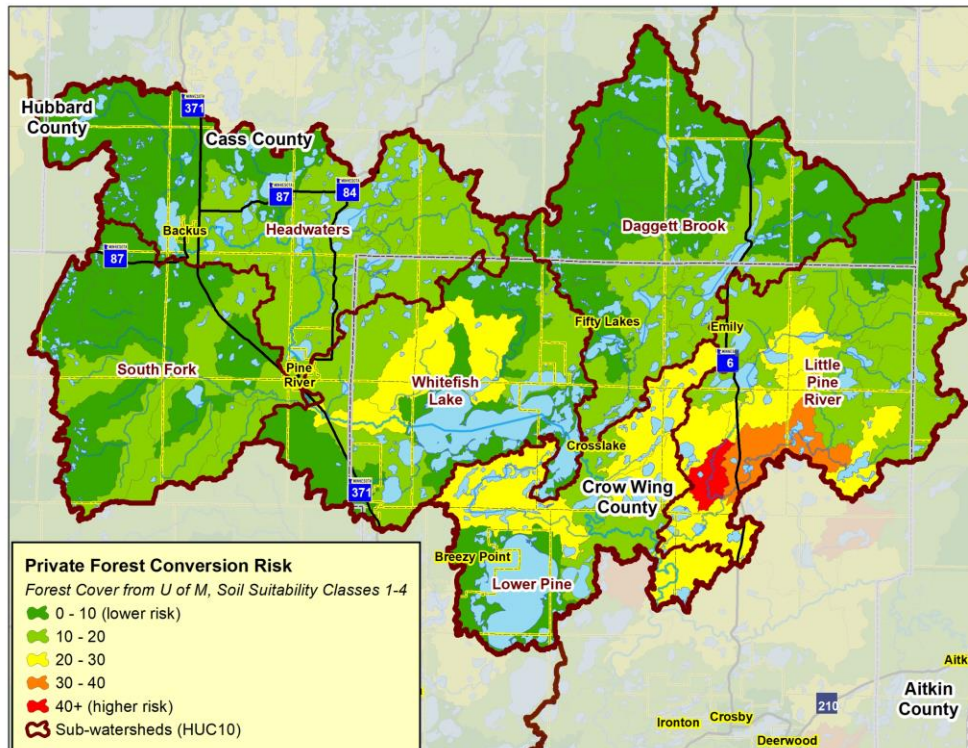 Hubbard
County
371
Cass County
87
84
Headwaters
Backus
87
Daggett Brook
South Fork
Pine
River
Whitefish
Lake
Fifty Lakes
Emily
6
Little
Pine
River
Crosslake
371
Crow Wing
County
Breezy Point
Lower Pine
Private Forest Conversion Risk
Forest Cover from U of M, Soil Suitability Classes 1-4
0 - 10 (lower risk)
10 - 20
20 - 30
30 - 40
40+ (higher risk)
Sub-watersheds (HUC10)
Aitk
Aitkin
County
210
Ironton
Crosby
Deerwood